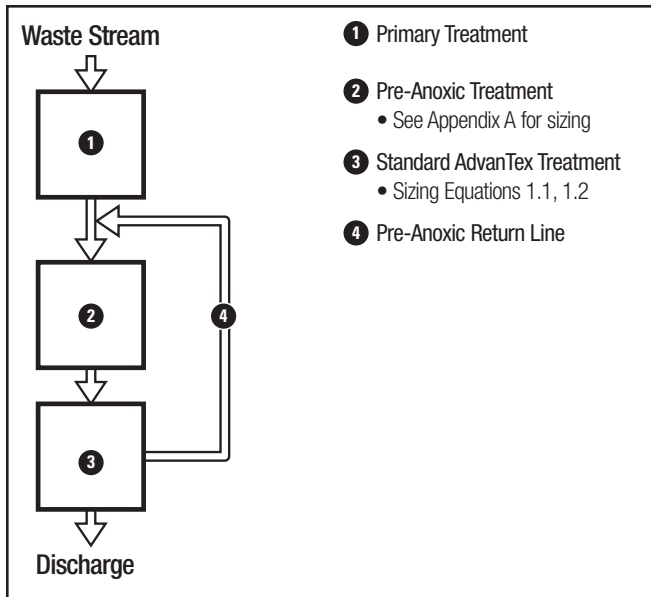 Waste Stream
1
2
3
4
Discharge
1 Primary Treatment
2 Pre-Anoxic Treatment
• See Appendix A for sizing
3 Standard AdvanTex Treatment
• Sizing Equations 1.1, 1.2
4 Pre-Anoxic Return Line